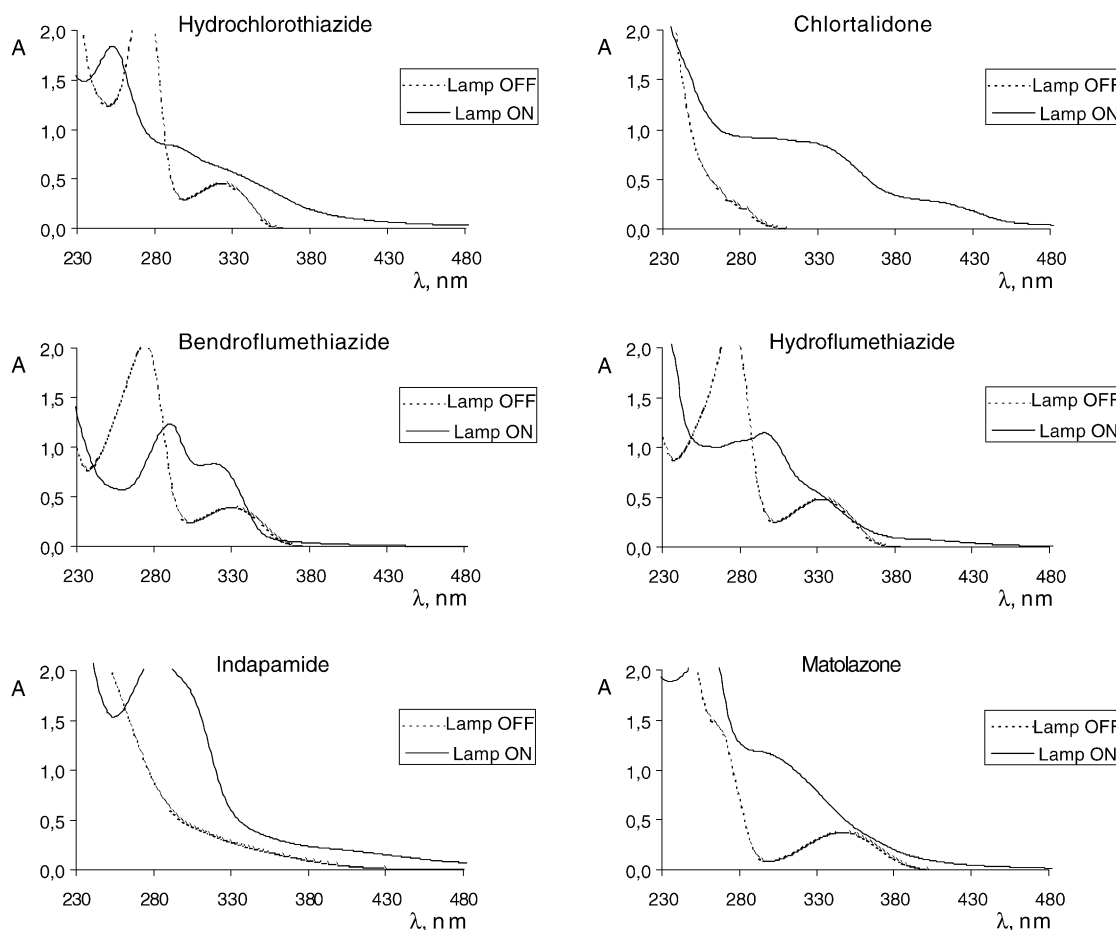 Hydrochlorothiazide
A
2,0
1,5
1,0
0,5
0,0
Lamp OFF
Lamp ON
230 280 330 380 430 480
λ, nm
Chlortalidone
A
2,0
1,5
1,0
0,5
0,0
Lamp OFF
Lamp ON
230 280 330 380 430 480
λ, nm
Bendroflumethiazide
A
2,0
1,5
1,0
0,5
0,0
Lamp OFF
Lamp ON
230 280 330 380 430 480
λ, nm
Hydroflumethiazide
A
2,0
1,5
1,0
0,5
0,0
Lamp OFF
Lamp ON
230 280 330 380 430 480
λ, nm
Indapamide
A
2,0
1,5
1,0
0,5
0,0
Lamp OFF
Lamp ON
230 280 330 380 430 480
λ, nm
Matolazone
A
2,0
1,5
1,0
0,5
0,0
Lamp OFF
Lamp ON
230 280 330 380 430 480
λ, nm